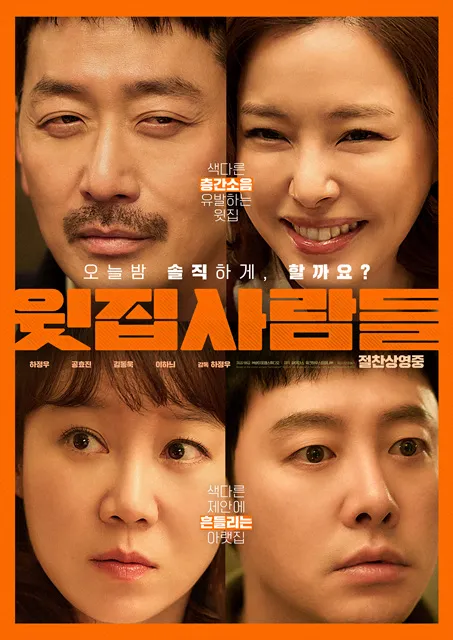 색다른
층간소음
유발하는
윗집
오늘밤 솔직하게, 할까요?
윗집 사람들
하정우 공효진 김동욱 이하늬 감독 하정우
절찬상영중
색다른
제안에
흔들리는
아랫집